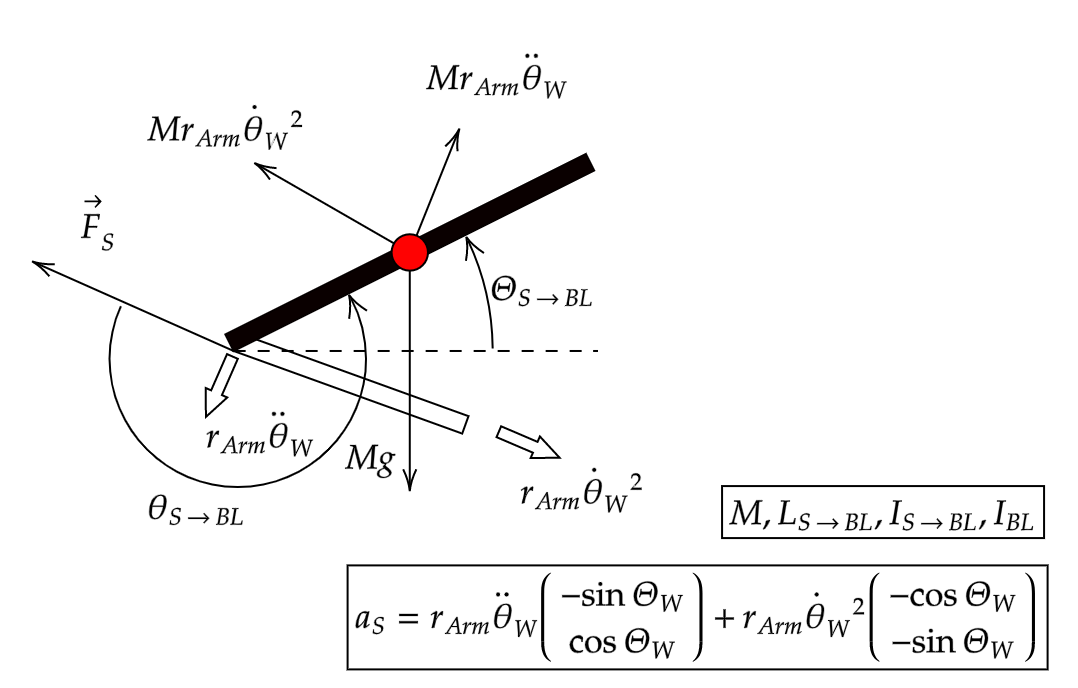 Mr_Arm θ̈_W
Mr_Arm θ̇_W²
F⃗_S
Θ_S→BL
r_Arm θ̈_W
Mg
r_Arm θ̇_W²
θ_S→BL
M, L_S→BL, I_S→BL, I_BL
a_S = r_Arm θ̈_W (−sin Θ_W cos Θ_W) + r_Arm θ̇_W² (−cos Θ_W −sin Θ_W)